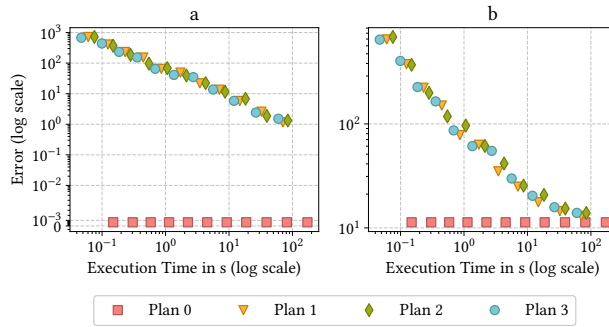 a
b
Error (log scale)
10³
10²
10¹
10⁰
10⁻¹
10⁻²
10⁻³
0
10⁻¹
10⁰
10¹
10²
Execution Time in s (log scale)
10²
10¹
10⁻¹
10⁰
10¹
10²
Execution Time in s (log scale)
Plan 0
Plan 1
Plan 2
Plan 3